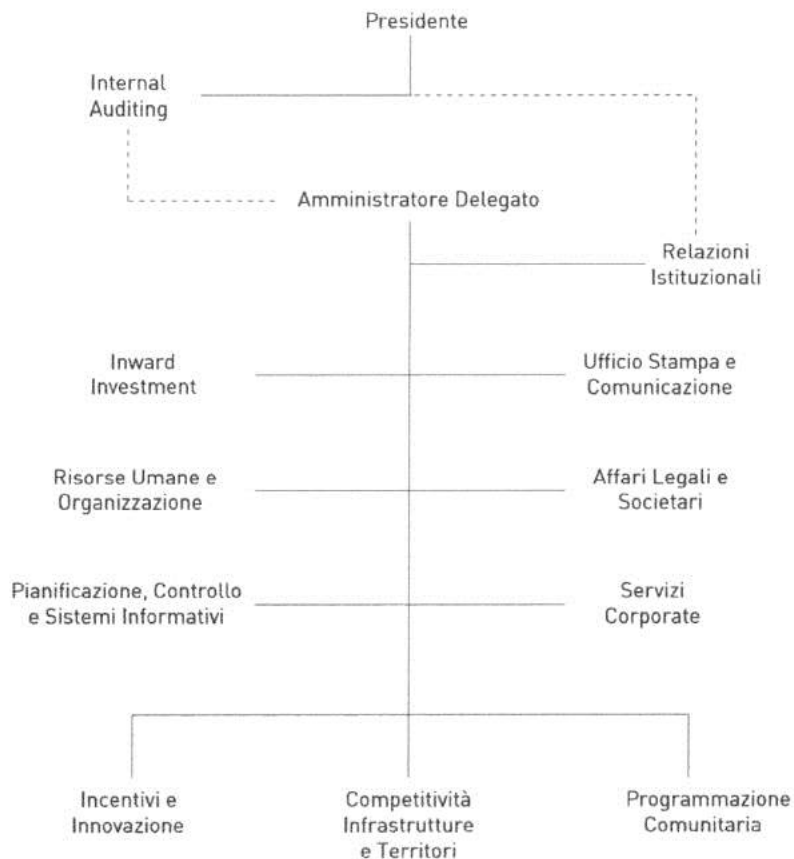 Presidente
Internal
Auditing
Amministratore Delegato
Relazioni
Istituzionali
Inward
Investment
Ufficio Stampa e
Comunicazione
Risorse Umane e
Organizzazione
Affari Legali e
Societari
Pianificazione, Controllo
e Sistemi Informativi
Servizi
Corporate
Incentivi e
Innovazione
Competitività
Infrastrutture
e Territori
Programmazione
Comunitaria